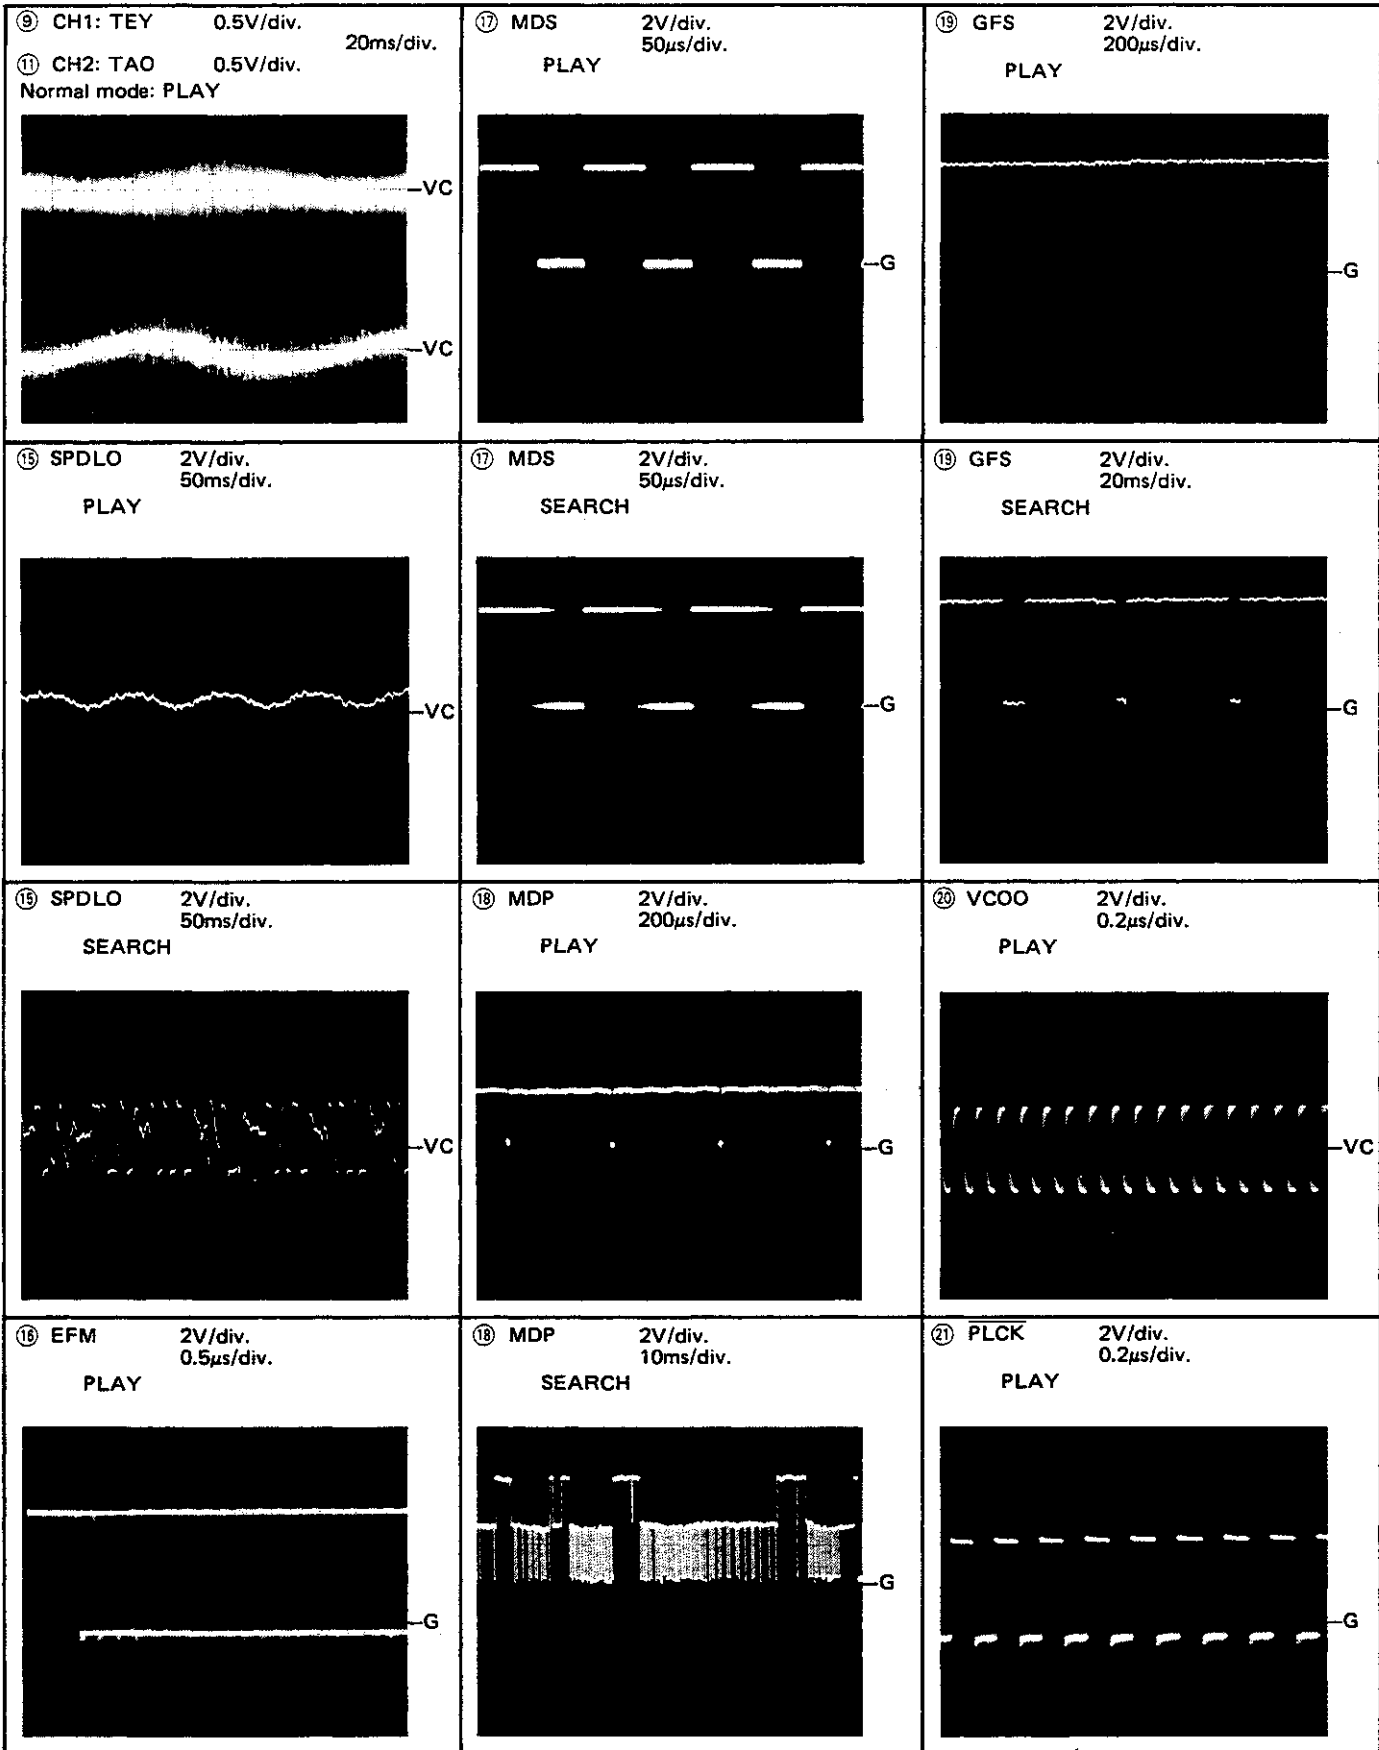 ⑨ CH1: TEY 0.5V/div.
20ms/div.
⑪ CH2: TAO 0.5V/div.
Normal mode: PLAY
VC
VC
⑰ MDS 2V/div.
50µs/div.
PLAY
G
⑲ GFS 2V/div.
200µs/div.
PLAY
G
⑮ SPDLO 2V/div.
50ms/div.
PLAY
VC
⑰ MDS 2V/div.
50µs/div.
SEARCH
G
⑲ GFS 2V/div.
20ms/div.
SEARCH
G
⑮ SPDLO 2V/div.
50ms/div.
SEARCH
VC
⑱ MDP 2V/div.
200µs/div.
PLAY
G
⑳ VCOO 2V/div.
0.2µs/div.
PLAY
VC
⑯ EFM 2V/div.
0.5µs/div.
PLAY
G
⑱ MDP 2V/div.
10ms/div.
SEARCH
G
㉑ P̅L̅C̅K̅ 2V/div.
0.2µs/div.
PLAY
G